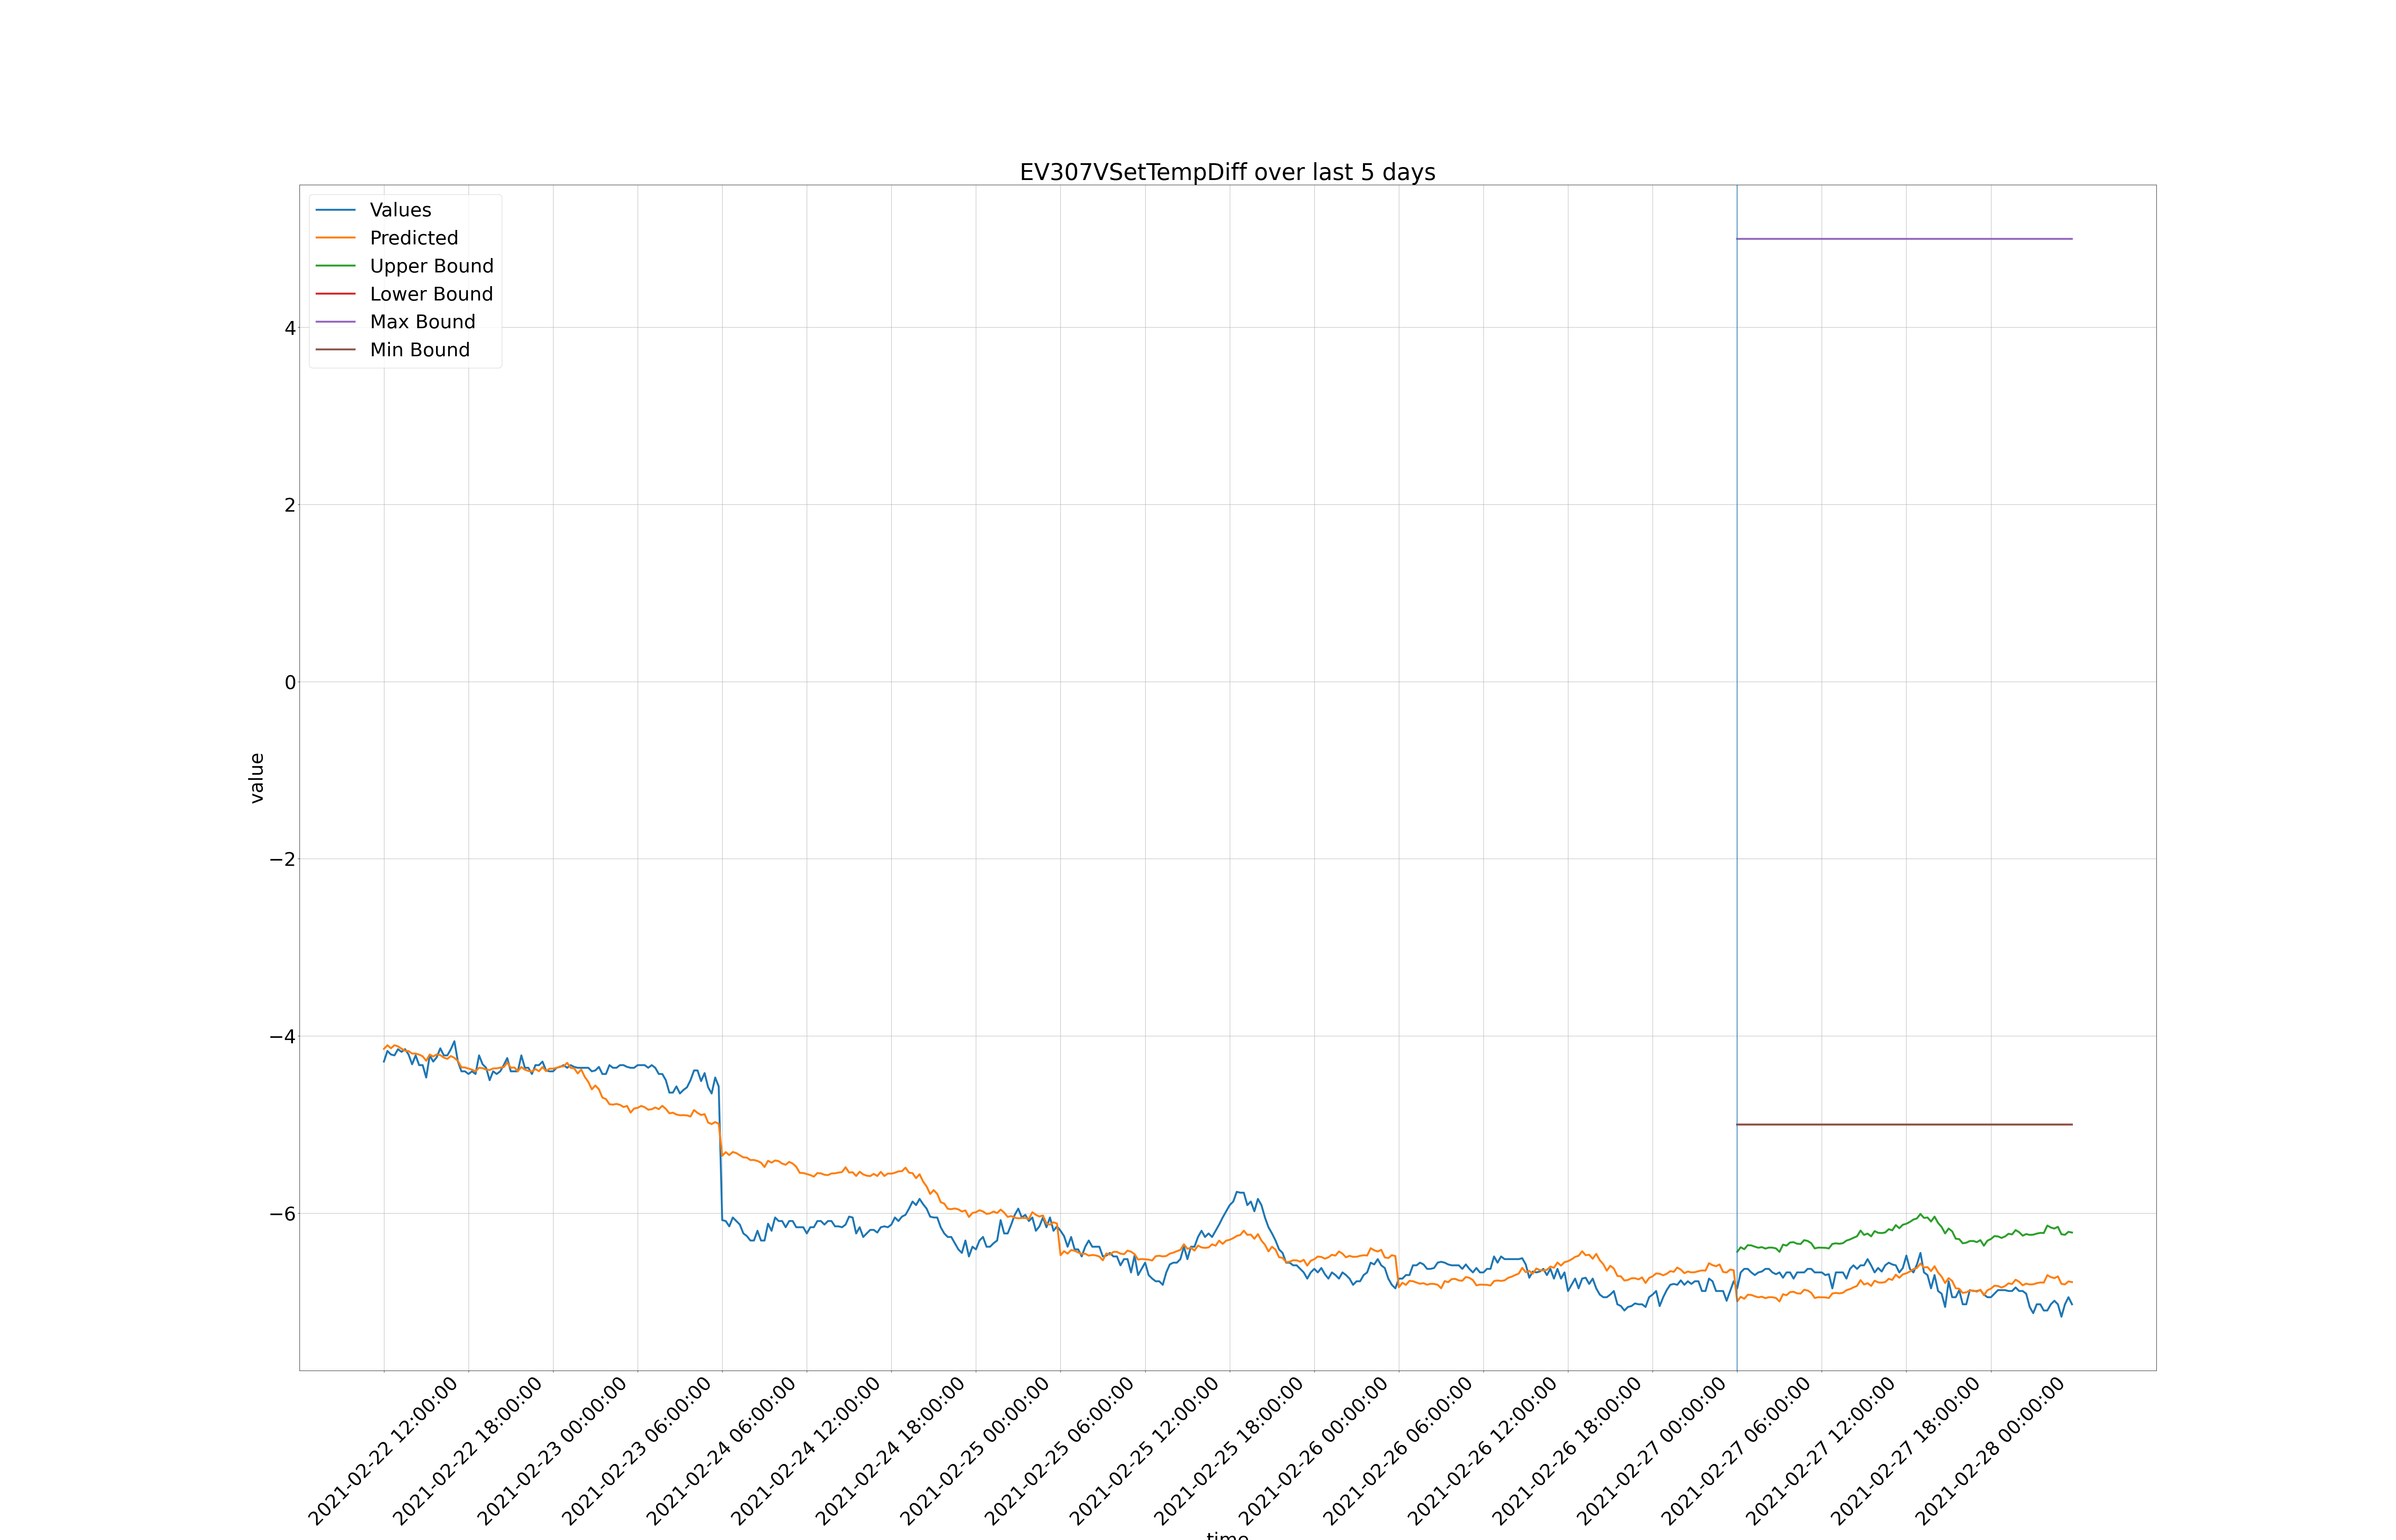 EV307VSetTempDiff over last 5 days
Values
Predicted
Upper Bound
Lower Bound
Max Bound
Min Bound
4
2
0
−2
−4
−6
value
2021-02-22 12:00:00
2021-02-22 18:00:00
2021-02-23 00:00:00
2021-02-23 06:00:00
2021-02-24 06:00:00
2021-02-24 12:00:00
2021-02-24 18:00:00
2021-02-25 00:00:00
2021-02-25 06:00:00
2021-02-25 12:00:00
2021-02-25 18:00:00
2021-02-26 00:00:00
2021-02-26 06:00:00
2021-02-26 12:00:00
2021-02-26 18:00:00
2021-02-27 00:00:00
2021-02-27 06:00:00
2021-02-27 12:00:00
2021-02-27 18:00:00
2021-02-28 00:00:00
time